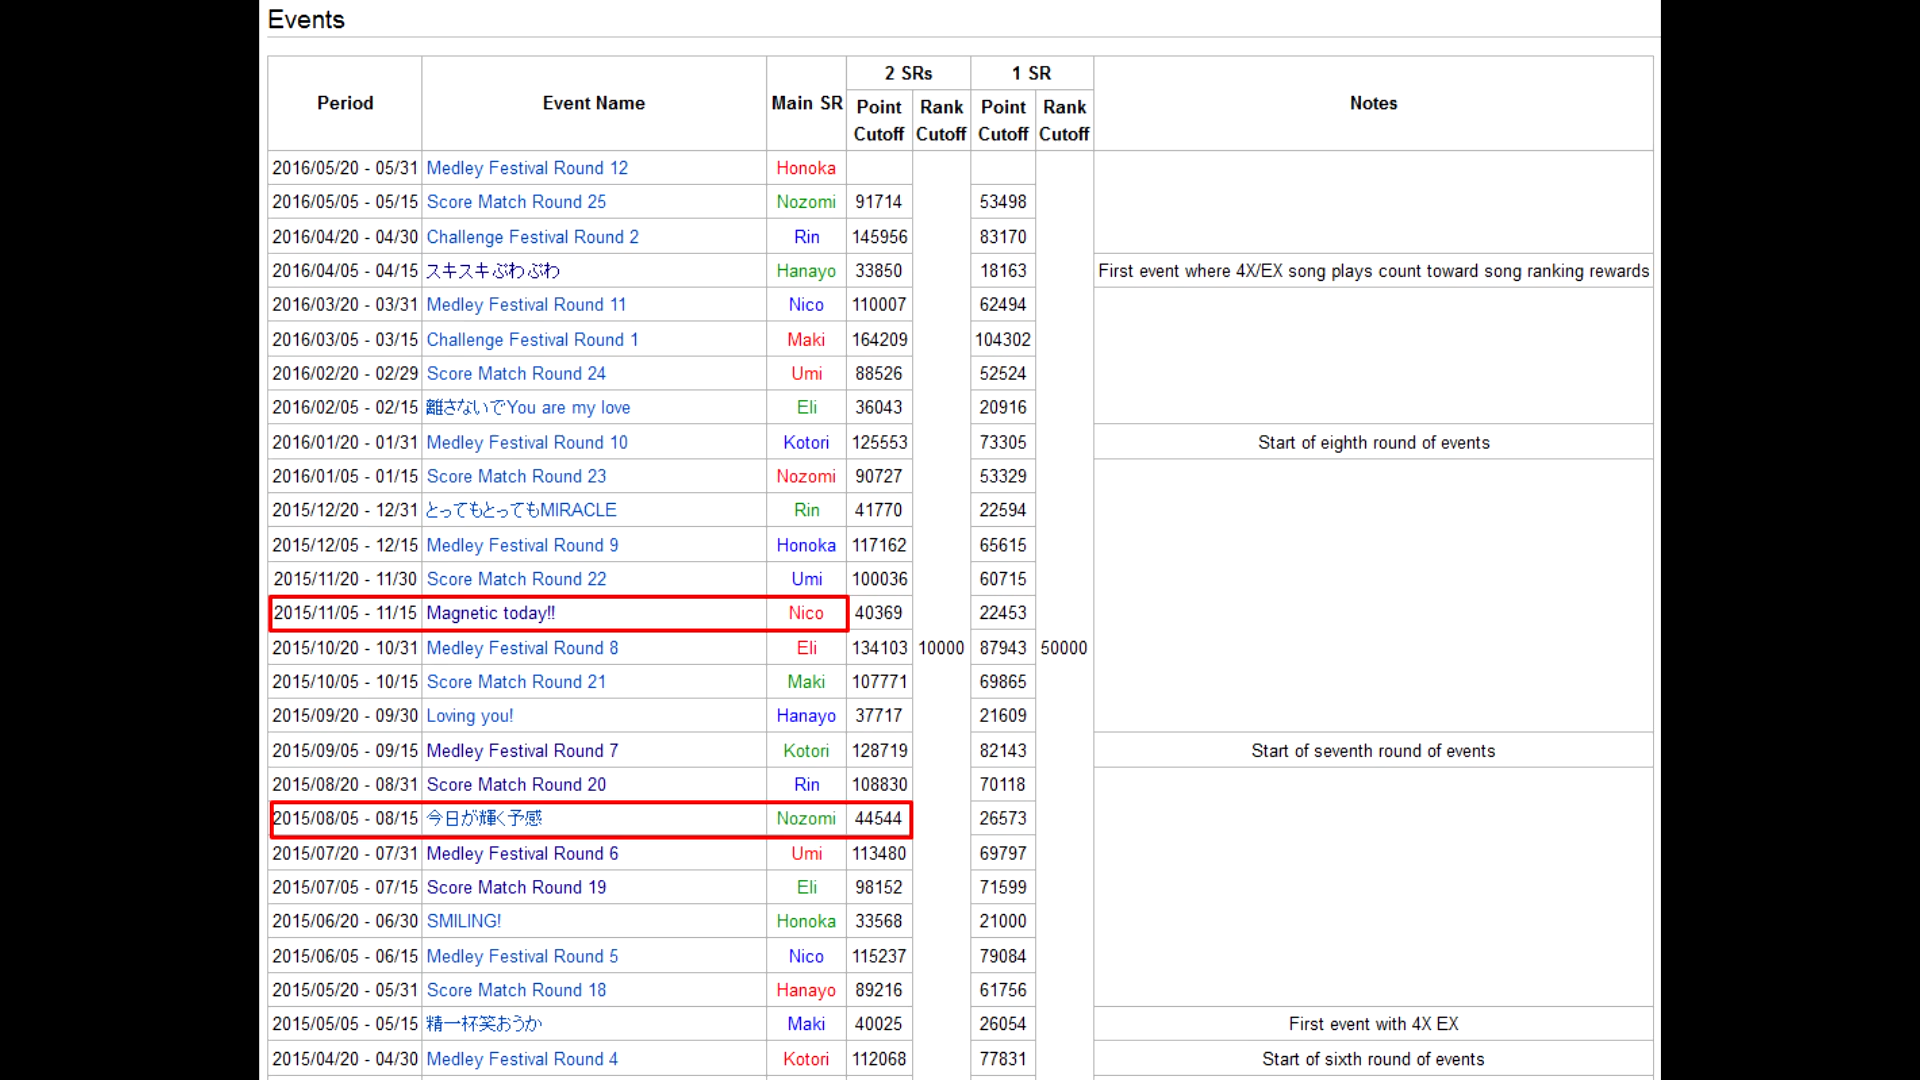 Events
Period Event Name Main SR 2 SRs 1 SR Notes
Point Cutoff Rank Cutoff Point Cutoff Rank Cutoff
2016/05/20 - 05/31 Medley Festival Round 12 Honoka
2016/05/05 - 05/15 Score Match Round 25 Nozomi 91714 53498
2016/04/20 - 04/30 Challenge Festival Round 2 Rin 145956 83170
2016/04/05 - 04/15 スキスキぷわぷわ Hanayo 33850 18163 First event where 4X/EX song plays count toward song ranking rewards
2016/03/20 - 03/31 Medley Festival Round 11 Nico 110007 62494
2016/03/05 - 03/15 Challenge Festival Round 1 Maki 164209 104302
2016/02/20 - 02/29 Score Match Round 24 Umi 88526 52524
2016/02/05 - 02/15 離さないでYou are my love Eli 36043 20916
2016/01/20 - 01/31 Medley Festival Round 10 Kotori 125553 73305 Start of eighth round of events
2016/01/05 - 01/15 Score Match Round 23 Nozomi 90727 53329
2015/12/20 - 12/31 とってもとってもMIRACLE Rin 41770 22594
2015/12/05 - 12/15 Medley Festival Round 9 Honoka 117162 65615
2015/11/20 - 11/30 Score Match Round 22 Umi 100036 60715
2015/11/05 - 11/15 Magnetic today!! Nico 40369 22453
2015/10/20 - 10/31 Medley Festival Round 8 Eli 134103 10000 87943 50000
2015/10/05 - 10/15 Score Match Round 21 Maki 107771 69865
2015/09/20 - 09/30 Loving you! Hanayo 37717 21609
2015/09/05 - 09/15 Medley Festival Round 7 Kotori 128719 82143 Start of seventh round of events
2015/08/20 - 08/31 Score Match Round 20 Rin 108830 70118
2015/08/05 - 08/15 今日が輝く予感 Nozomi 44544 26573
2015/07/20 - 07/31 Medley Festival Round 6 Umi 113480 69797
2015/07/05 - 07/15 Score Match Round 19 Eli 98152 71599
2015/06/20 - 06/30 SMILING! Honoka 33568 21000
2015/06/05 - 06/15 Medley Festival Round 5 Nico 115237 79084
2015/05/20 - 05/31 Score Match Round 18 Hanayo 89216 61756
2015/05/05 - 05/15 精一杯笑おうか Maki 40025 26054 First event with 4X EX
2015/04/20 - 04/30 Medley Festival Round 4 Kotori 112068 77831 Start of sixth round of events